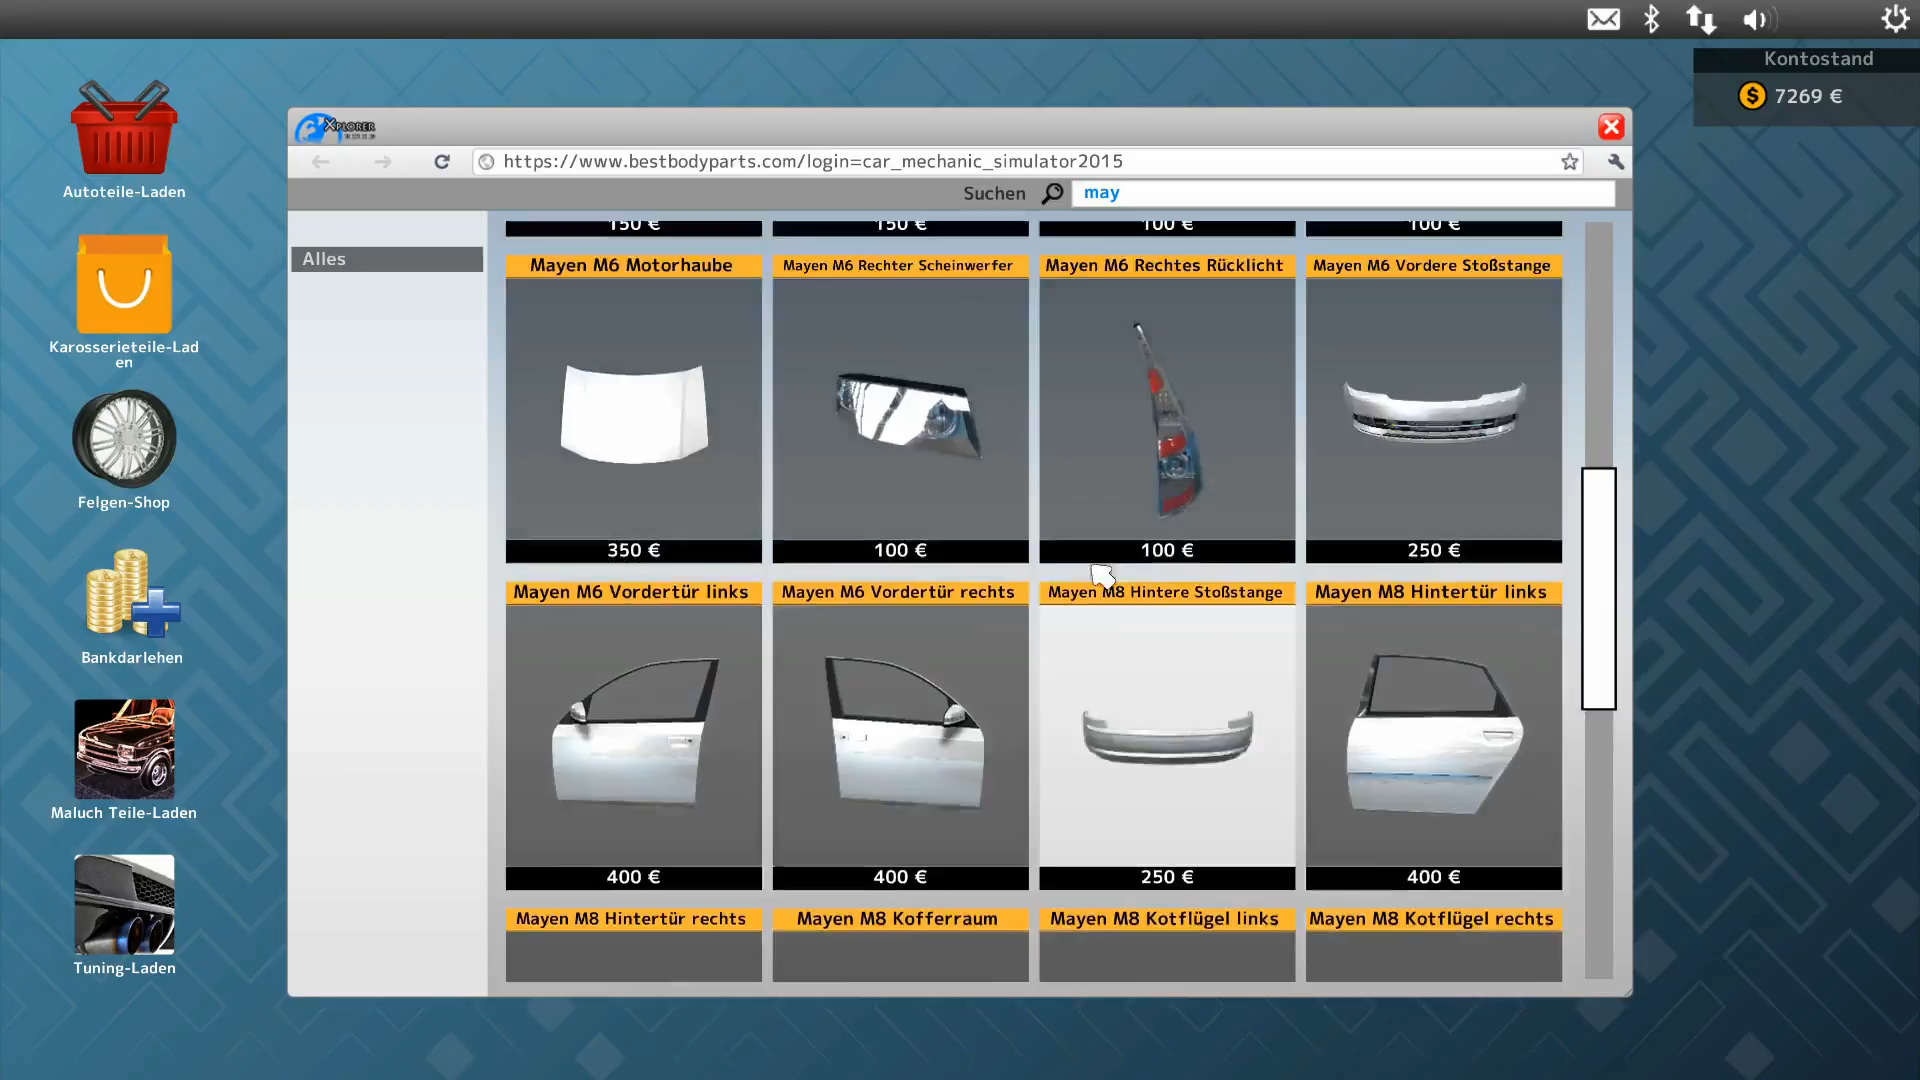 Kontostand
$ 7269 €
XPLORER
https://www.bestbodyparts.com/login=car_mechanic_simulator2015
Suchen may
Autoteile-Laden
Karosserieteile-Lad
en
Felgen-Shop
Bankdarlehen
Maluch Teile-Laden
Tuning-Laden
Alles
150 € 150 € 100 € 100 €
Mayen M6 Motorhaube Mayen M6 Rechter Scheinwerfer Mayen M6 Rechtes Rücklicht Mayen M6 Vordere Stoßstange
350 € 100 € 100 € 250 €
Mayen M6 Vordertür links Mayen M6 Vordertür rechts Mayen M8 Hintere Stoßstange Mayen M8 Hintertür links
400 € 400 € 250 € 400 €
Mayen M8 Hintertür rechts Mayen M8 Kofferraum Mayen M8 Kotflügel links Mayen M8 Kotflügel rechts